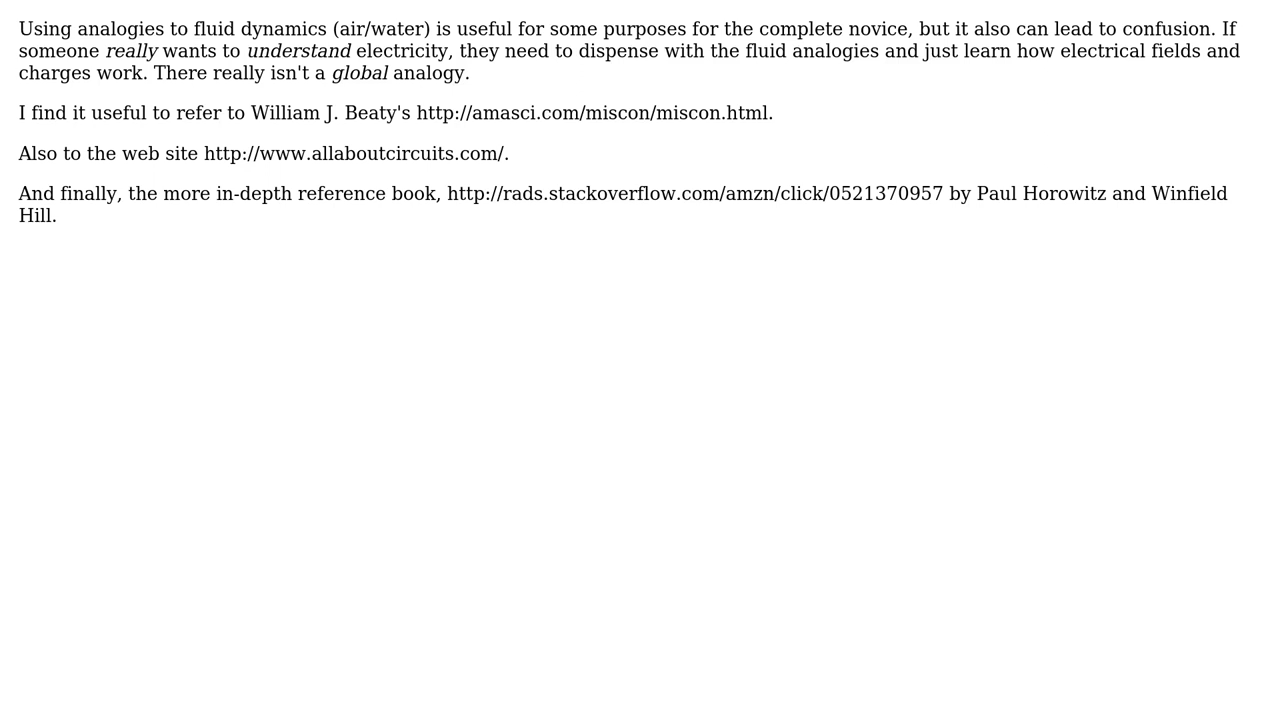 Using analogies to fluid dynamics (air/water) is useful for some purposes for the complete novice, but it also can lead to confusion. If
someone really wants to understand electricity, they need to dispense with the fluid analogies and just learn how electrical fields and
charges work. There really isn't a global analogy.
I find it useful to refer to William J. Beaty's http://amasci.com/miscon/miscon.html.
Also to the web site http://www.allaboutcircuits.com/.
And finally, the more in-depth reference book, http://rads.stackoverflow.com/amzn/click/0521370957 by Paul Horowitz and Winfield
Hill.